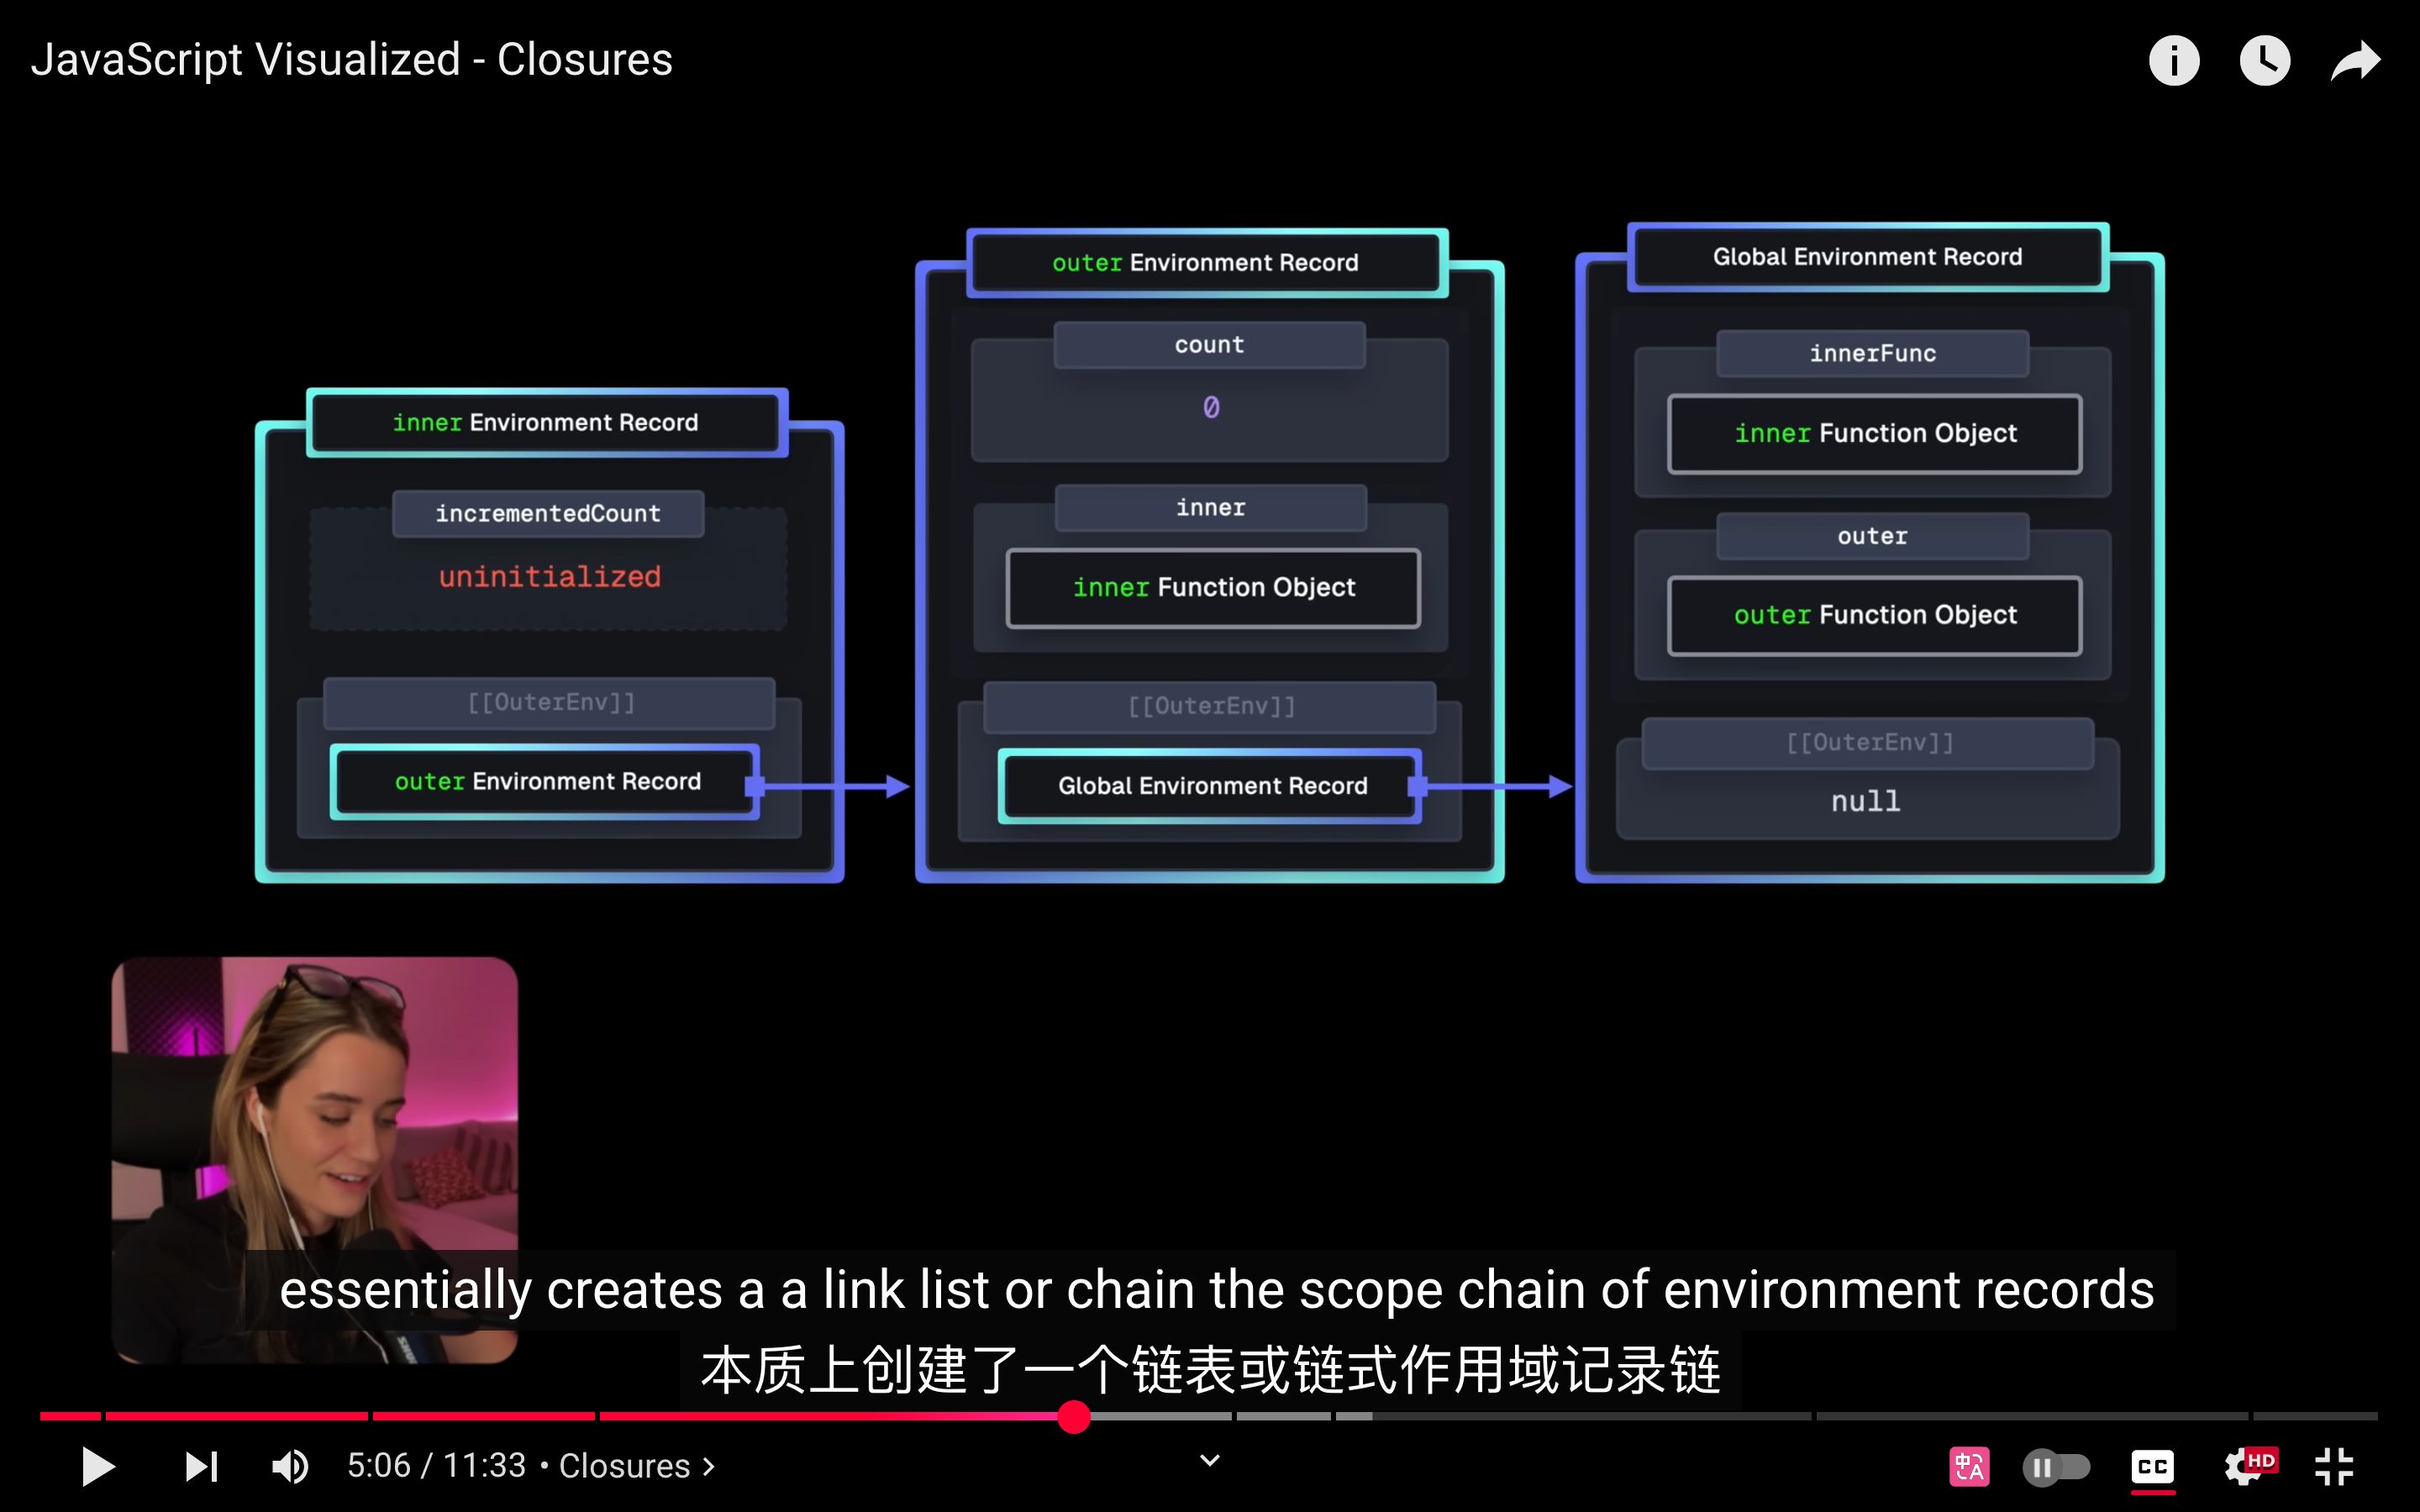 JavaScript Visualized - Closures
inner Environment Record
incrementedCount
uninitialized
[[OuterEnv]]
outer Environment Record
outer Environment Record
count
0
inner
inner Function Object
[[OuterEnv]]
Global Environment Record
Global Environment Record
innerFunc
inner Function Object
outer
outer Function Object
[[OuterEnv]]
null
essentially creates a a link list or chain the scope chain of environment records
本质上创建了一个链表或链式作用域记录链
5:06 / 11:33 • Closures
中A
CC
HD